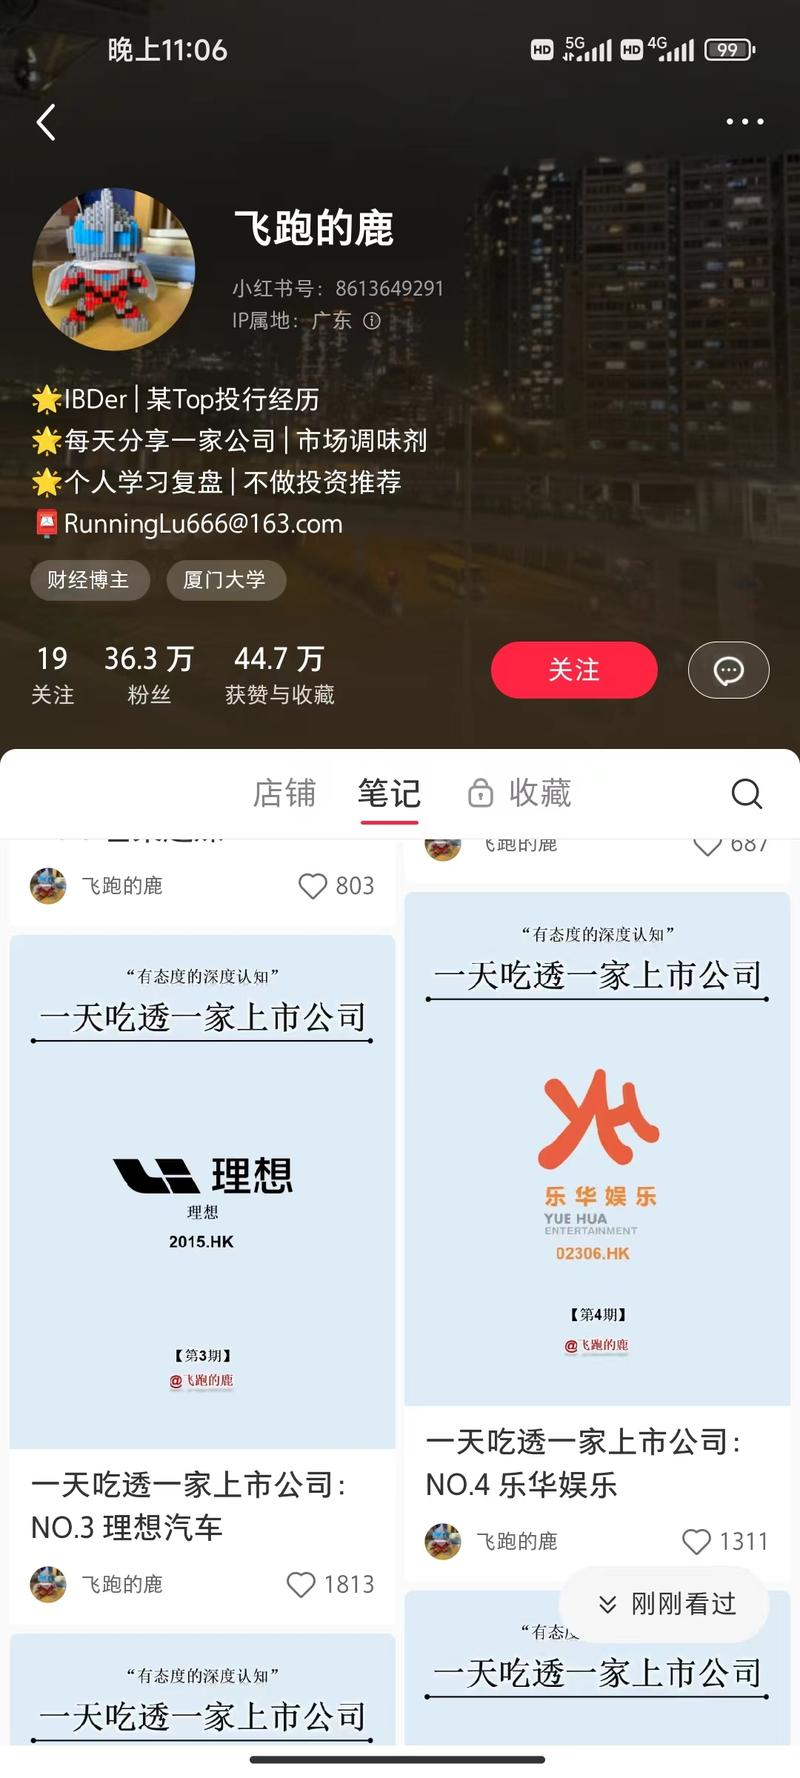 晚上11:06
HD 5G HD 4G 99
飞跑的鹿
小红书号：8613649291
IP属地：广东
IBDer | 某Top投行经历
每天分享一家公司 | 市场调味剂
个人学习复盘 | 不做投资推荐
RunningLu666@163.com
财经博主 厦门大学
19 36.3 万 44.7 万
关注 粉丝 获赞与收藏
关注
店铺 笔记 收藏
飞跑的鹿 803
“有态度的深度认知”
一天吃透一家上市公司
理想
理想
2015.HK
【第3期】
@飞跑的鹿
一天吃透一家上市公司：
NO.3 理想汽车
飞跑的鹿 1813
“有态度的深度认知”
一天吃透一家上市公司
飞跑的鹿 687
“有态度的深度认知”
一天吃透一家上市公司
乐华娱乐
YUE HUA
ENTERTAINMENT
02306.HK
【第4期】
@飞跑的鹿
一天吃透一家上市公司：
NO.4 乐华娱乐
飞跑的鹿 1311
刚刚看过
“有态
一天吃透一家上市公司